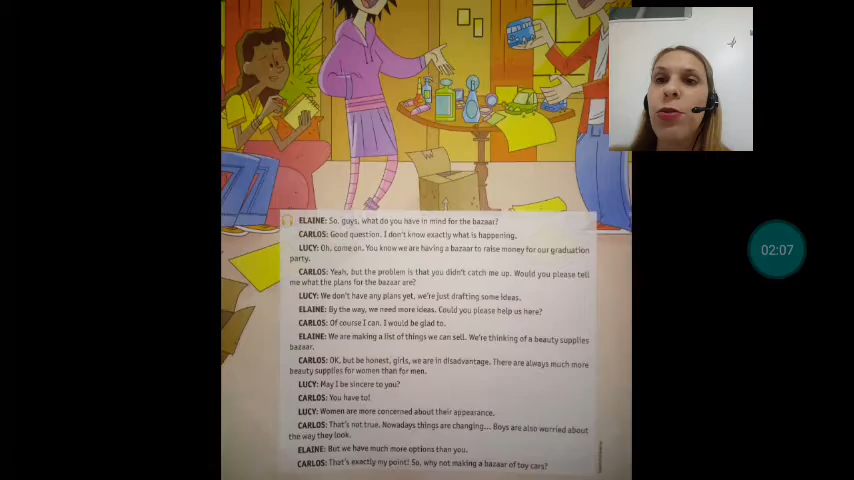 ELAINE: So, guys, what do you have in mind for the bazaar?
CARLOS: Good question. I don't know exactly what is happening.
LUCY: Oh, come on. You know we are having a bazaar to raise money for our graduation
party.
CARLOS: Yeah, but the problem is that you didn't catch me up. Would you please tell
me what the plans for the bazaar are?
LUCY: We don't have any plans yet, we're just drafting some ideas.
ELAINE: By the way, we need more ideas. Could you please help us here?
CARLOS: Of course I can. I would be glad to.
ELAINE: We are making a list of things we can sell. We're thinking of a beauty supplies
bazaar.
CARLOS: OK, but be honest, girls, we are in disadvantage. There are always much more
beauty supplies for women than for men.
LUCY: May I be sincere to you?
CARLOS: You have to!
LUCY: Women are more concerned about their appearance.
CARLOS: That's not true. Nowadays things are changing... Boys are also worried about
the way they look.
ELAINE: But we have much more options than you.
CARLOS: That's exactly my point! So, why not making a bazaar of toy cars?
02:07